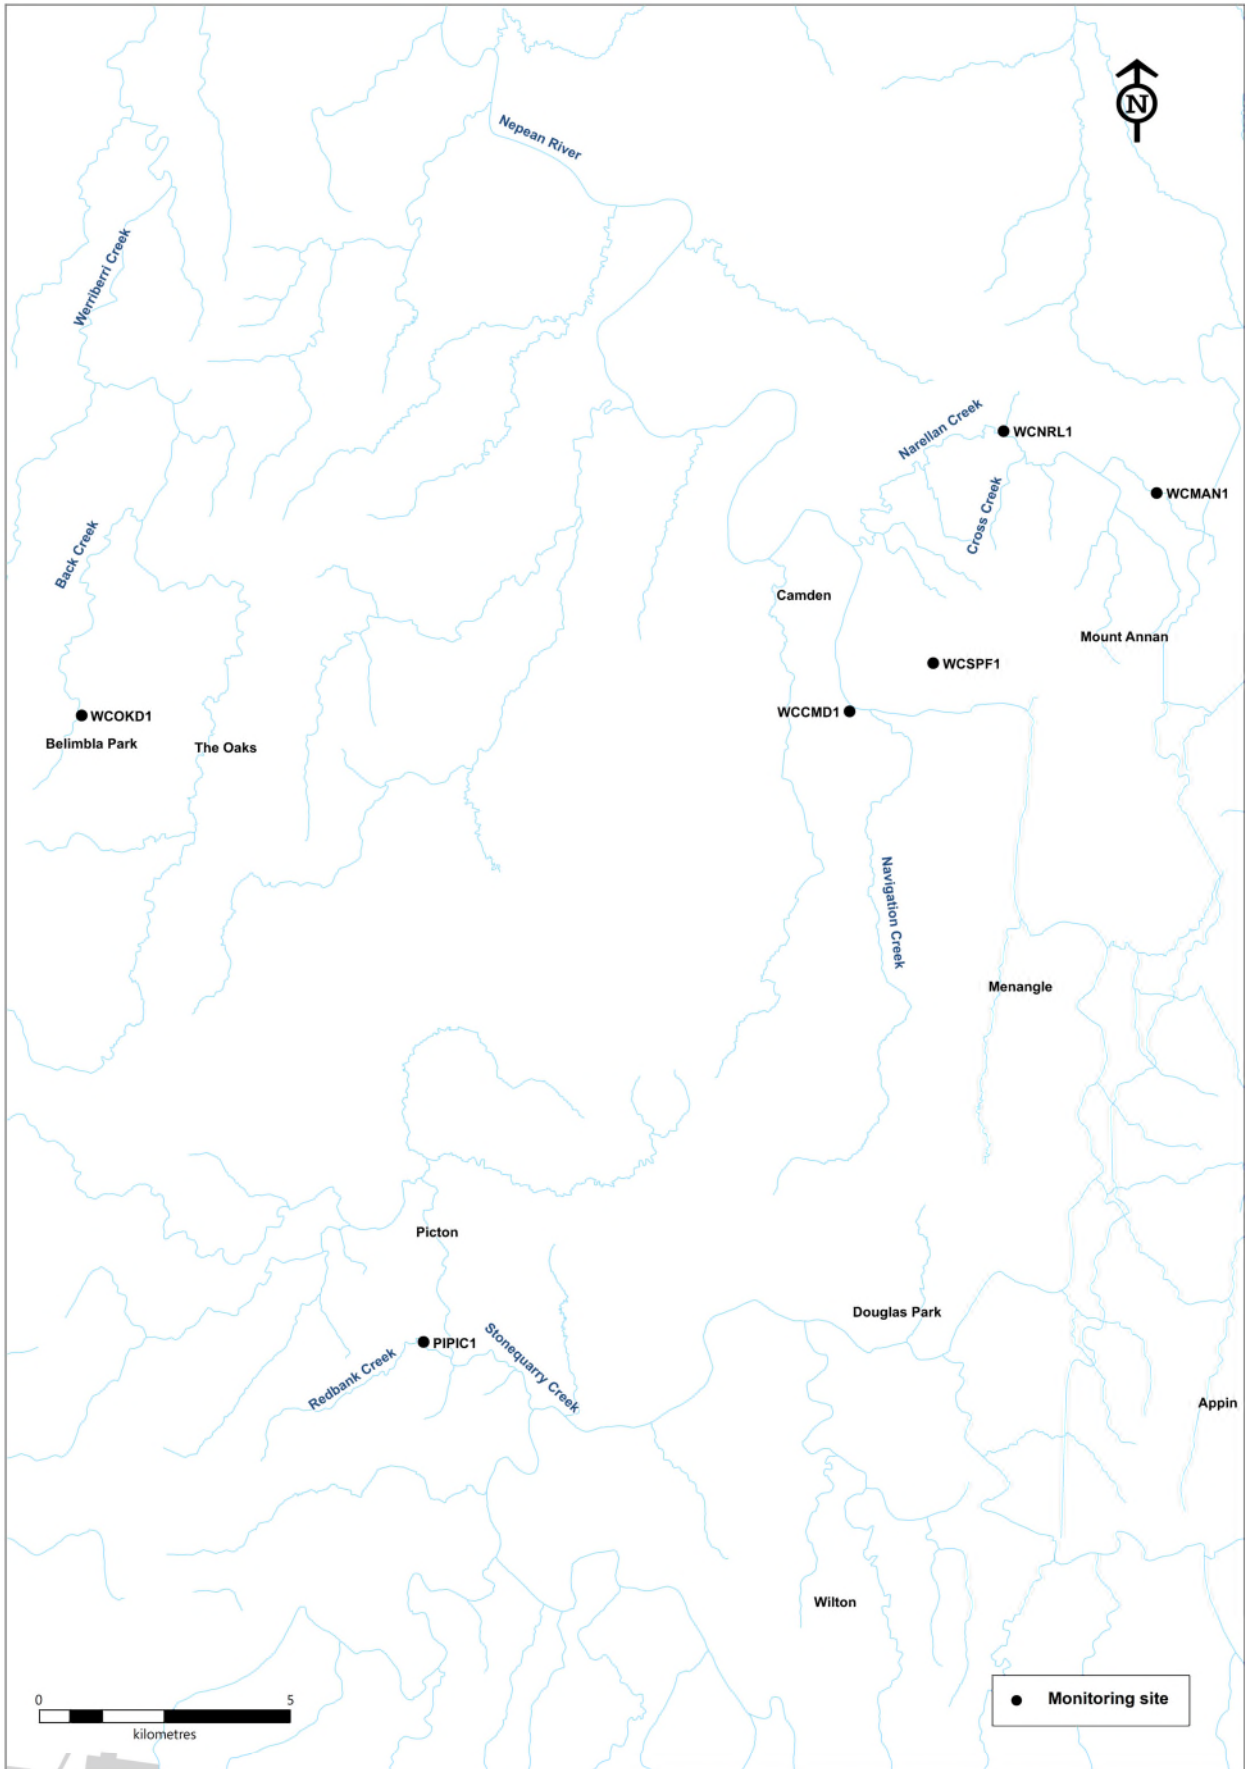 N
Nepean River
Werriberri Creek
Narellan Creek
WCNRL1
WCMAN1
Cross Creek
Back Creek
Camden
Mount Annan
WCSPF1
WCOKD1
WCCMD1
Belimbla Park
The Oaks
Navigation Creek
Menangle
Picton
Douglas Park
PIPIC1
Stonequarry Creek
Redbank Creek
Appin
Wilton
0 5
kilometres
Monitoring site